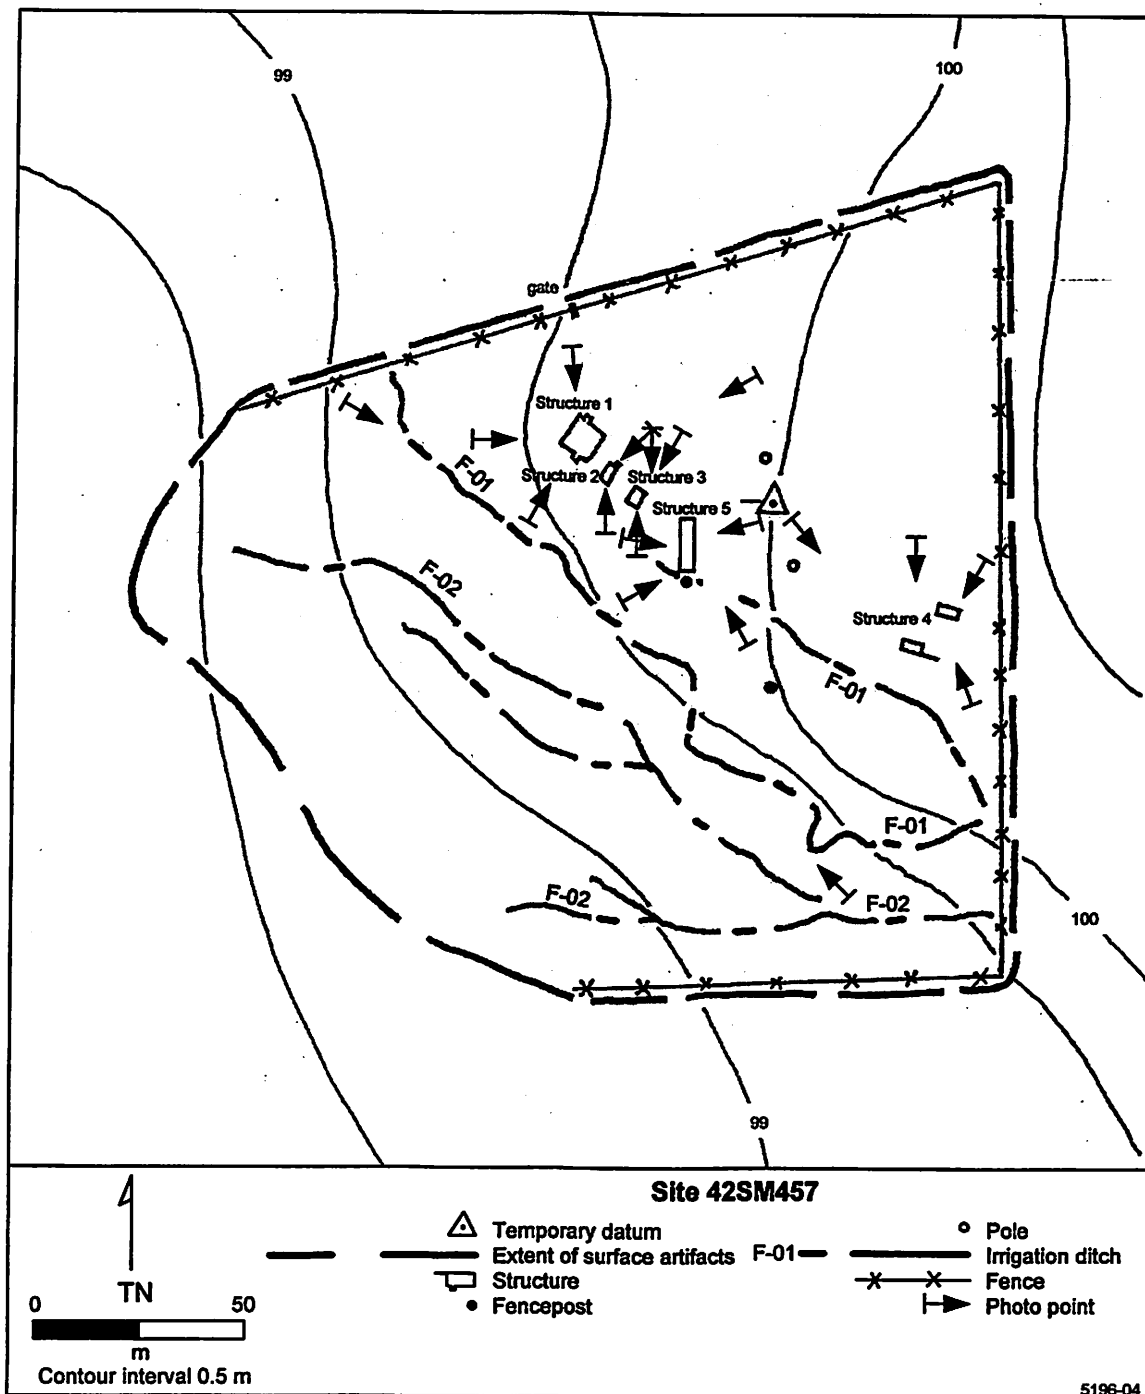 99
100
gate
Structure 1
F-01
Structure 2
Structure 3
Structure 5
F-02
Structure 4
F-01
F-01
F-02
F-02
100
99
Site 42SM457
TN
0 50
m
Contour interval 0.5 m
Temporary datum
Extent of surface artifacts
Structure
Fencepost
Pole
F-01 Irrigation ditch
Fence
Photo point
5196-04